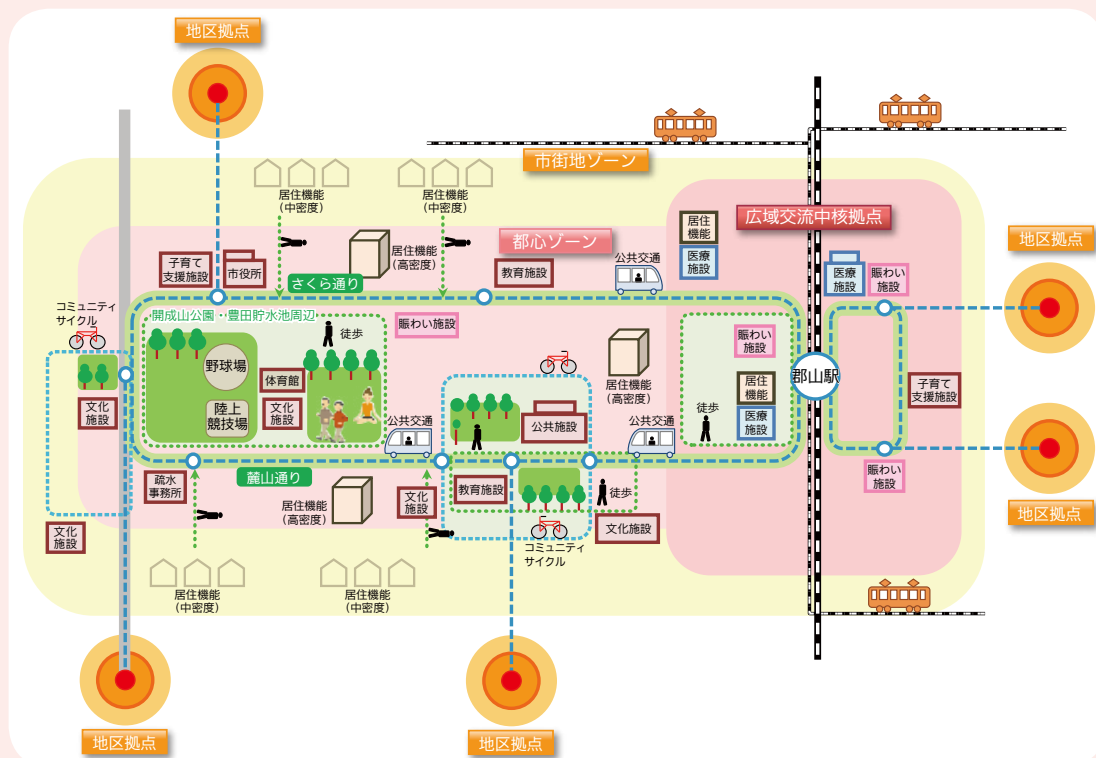 地区拠点
市街地ゾーン
居住機能
(中密度)
居住機能
(中密度)
広域交流中核拠点
居住
機能
医療
施設
都心ゾーン
地区拠点
子育て
支援施設
市役所
居住機能
(高密度)
教育施設
公共交通
医療
施設
賑わい
施設
さくら通り
コミュニティ
サイクル
開成山公園・豊田貯水池周辺
徒歩
賑わい施設
賑わい
施設
野球場
体育館
居住機能
(高密度)
郡山駅
居住
機能
医療
施設
子育て
支援施設
文化
施設
陸上
競技場
文化
施設
公共交通
公共施設
公共交通
徒歩
麓山通り
疏水
事務所
居住機能
(高密度)
文化
施設
教育施設
徒歩
賑わい
施設
地区拠点
文化
施設
文化施設
コミュニティ
サイクル
居住機能
(中密度)
居住機能
(中密度)
地区拠点
地区拠点